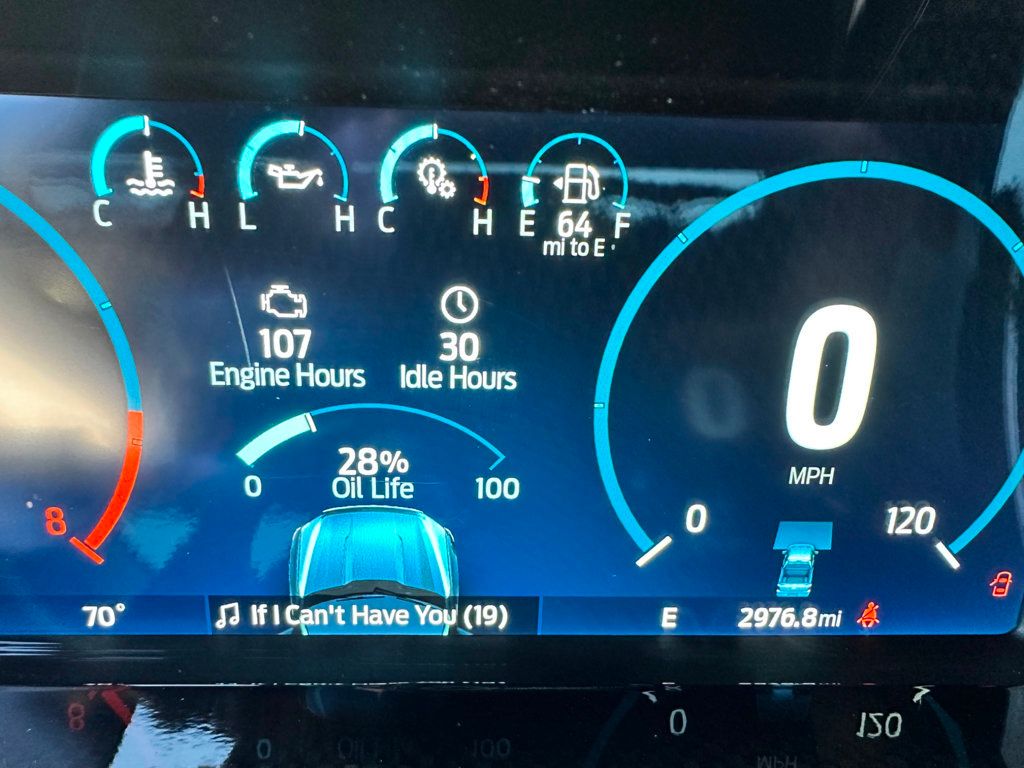 C H
L H
C H
E F
64
mi to E
107
Engine Hours
30
Idle Hours
28%
Oil Life
0 100
8
0
MPH
0 120
70°
If I Can't Have You (19)
E
2976.8mi